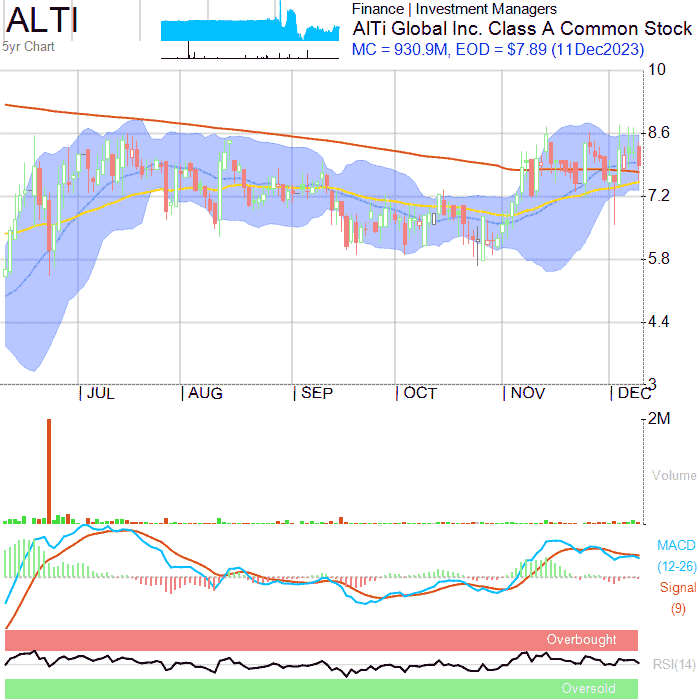 ALTI
5yr Chart
Finance | Investment Managers
AlTi Global Inc. Class A Common Stock
MC = 930.9M, EOD = $7.89 (11Dec2023)
10
8.6
7.2
5.8
4.4
3
JUL AUG SEP OCT NOV DEC
2M
Volume
MACD
(12-26)
Signal
(9)
Overbought
RSI(14)
Oversold